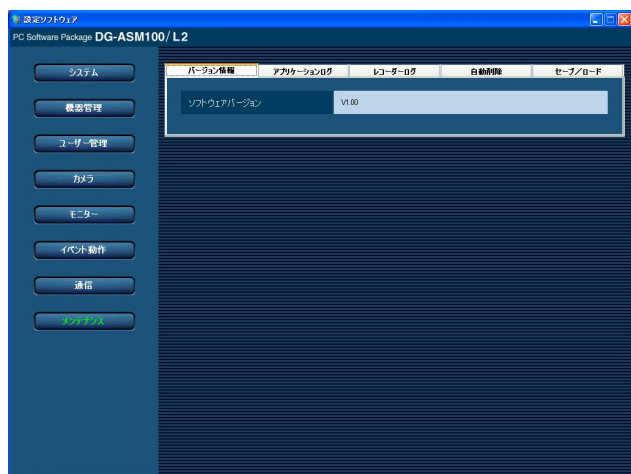 設定ソフトウェア
PC Software Package DG-ASM100/L2
システム
機器管理
ユーザー管理
カメラ
モニター
イベント動作
通信
メンテナンス
バージョン情報 アプリケーションログ レコーダーログ 自動削除 セーブ／ロード
ソフトウェアバージョン V1.00